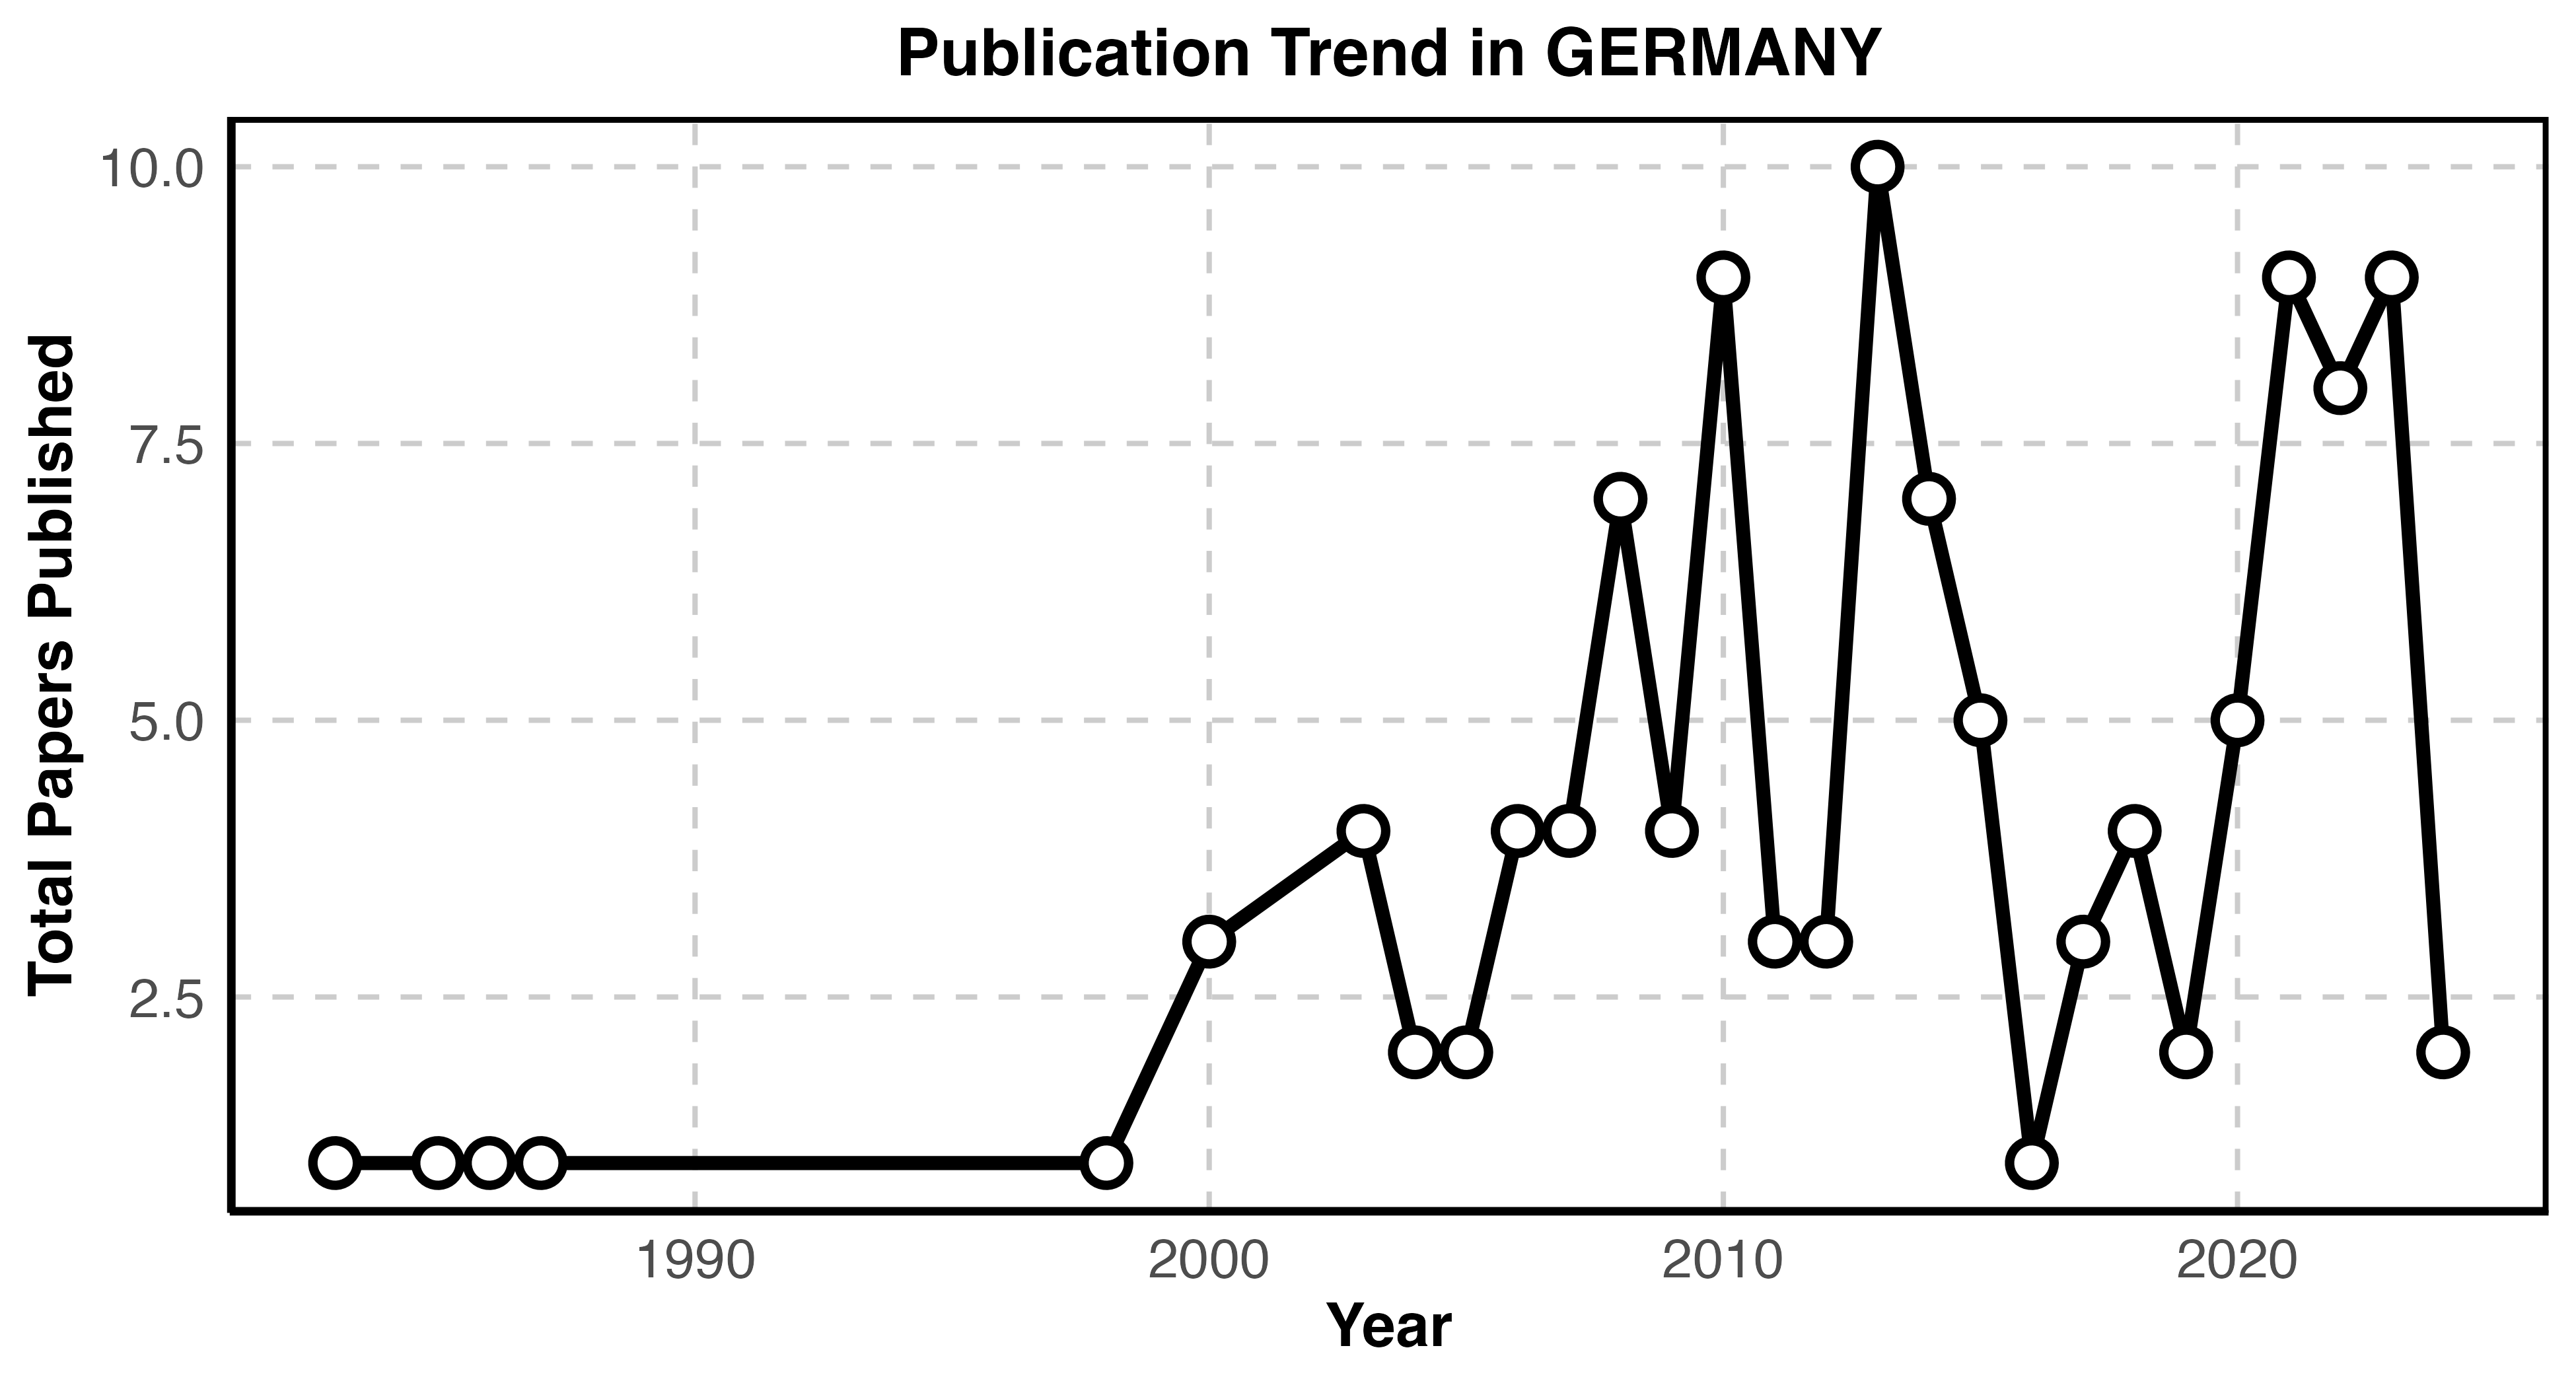 Publication Trend in GERMANY
Total Papers Published
10.0
7.5
5.0
2.5
1990
2000
2010
2020
Year